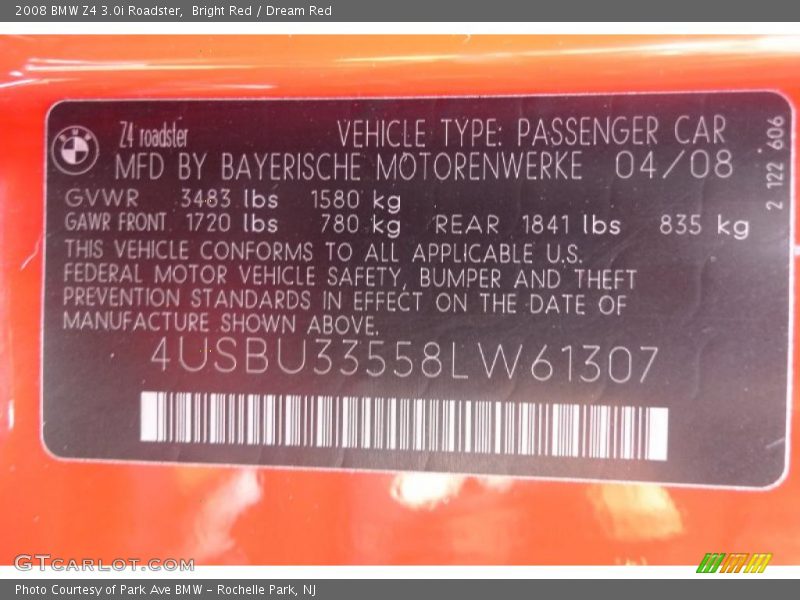 2008 BMW Z4 3.0i Roadster, Bright Red / Dream Red
Z4 roadster
VEHICLE TYPE: PASSENGER CAR
MFD BY BAYERISCHE MOTORENWERKE 04/08
GVWR 3483 lbs 1580 kg
GAWR FRONT 1720 lbs 780 kg REAR 1841 lbs 835 kg
THIS VEHICLE CONFORMS TO ALL APPLICABLE U.S.
FEDERAL MOTOR VEHICLE SAFETY, BUMPER AND THEFT
PREVENTION STANDARDS IN EFFECT ON THE DATE OF
MANUFACTURE SHOWN ABOVE.
4USBU33558LW61307
2 122 606
GTCARLOT.COM
Photo Courtesy of Park Ave BMW - Rochelle Park, NJ